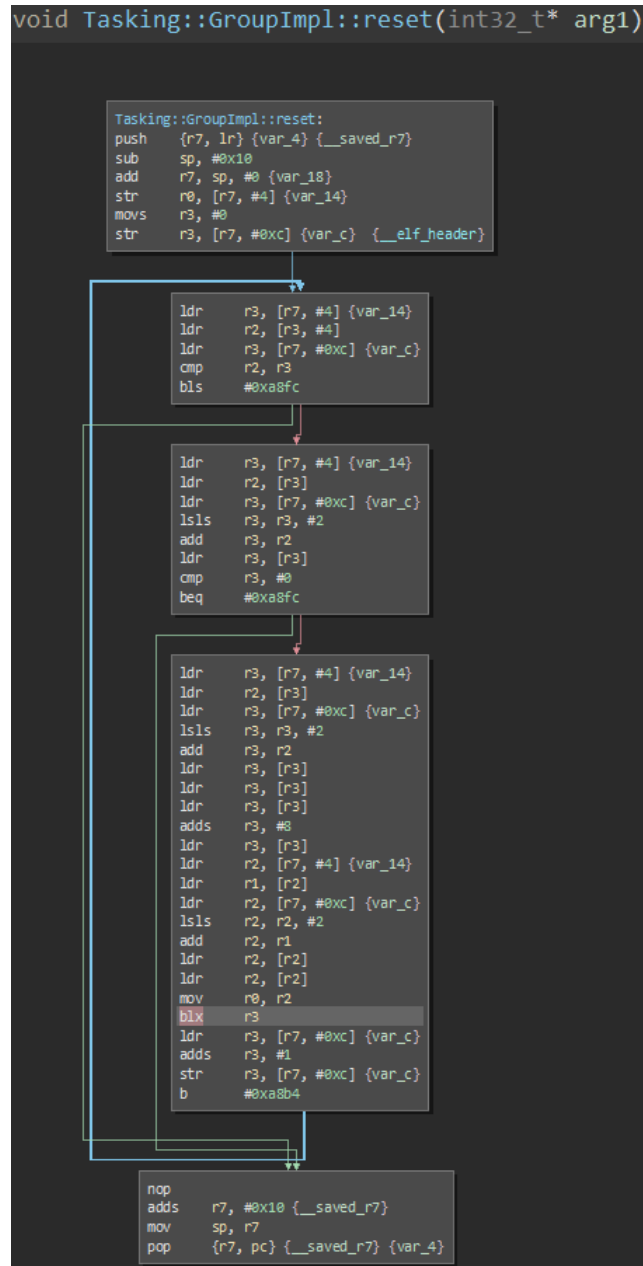 void Tasking::GroupImpl::reset(int32_t* arg1)
Tasking::GroupImpl::reset:
push {r7, lr} {var_4} {__saved_r7}
sub sp, #0x10
add r7, sp, #0 {var_18}
str r0, [r7, #4] {var_14}
movs r3, #0
str r3, [r7, #0xc] {var_c} {__elf_header}
ldr r3, [r7, #4] {var_14}
ldr r2, [r3, #4]
ldr r3, [r7, #0xc] {var_c}
cmp r2, r3
bls #0xa8fc
ldr r3, [r7, #4] {var_14}
ldr r2, [r3]
ldr r3, [r7, #0xc] {var_c}
lsls r3, r3, #2
add r3, r2
ldr r3, [r3]
cmp r3, #0
beq #0xa8fc
ldr r3, [r7, #4] {var_14}
ldr r2, [r3]
ldr r3, [r7, #0xc] {var_c}
lsls r3, r3, #2
add r3, r2
ldr r3, [r3]
ldr r3, [r3]
ldr r3, [r3]
adds r3, #8
ldr r3, [r3]
ldr r2, [r7, #4] {var_14}
ldr r1, [r2]
ldr r2, [r7, #0xc] {var_c}
lsls r2, r2, #2
add r2, r1
ldr r2, [r2]
ldr r2, [r2]
mov r0, r2
blx r3
ldr r3, [r7, #0xc] {var_c}
adds r3, #1
str r3, [r7, #0xc] {var_c}
b #0xa8b4
nop
adds r7, #0x10 {__saved_r7}
mov sp, r7
pop {r7, pc} {__saved_r7} {var_4}